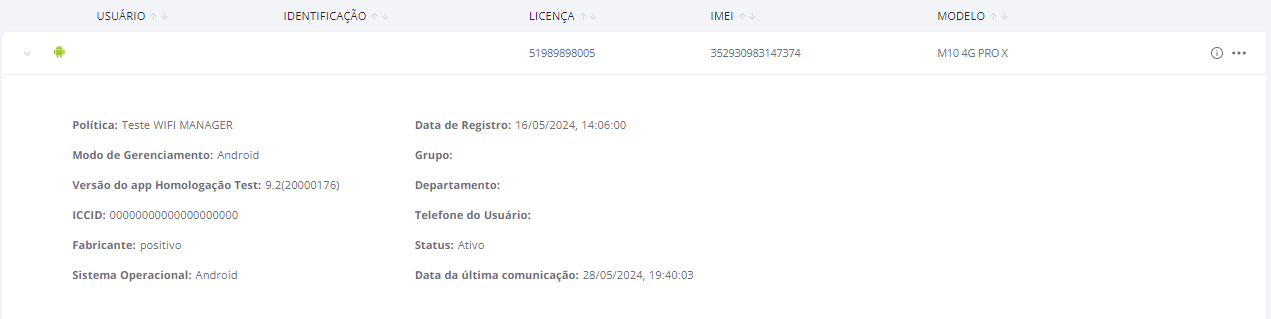 USUÁRIO IDENTIFICAÇÃO LICENÇA IMEI MODELO
51989898005 352930983147374 M10 4G PRO X
Política: Teste WIFI MANAGER Data de Registro: 16/05/2024, 14:06:00
Modo de Gerenciamento: Android Grupo:
Versão do app Homologação Test: 9.2(20000176) Departamento:
ICCID: 00000000000000000000 Telefone do Usuário:
Fabricante: positivo Status: Ativo
Sistema Operacional: Android Data da última comunicação: 28/05/2024, 19:40:03